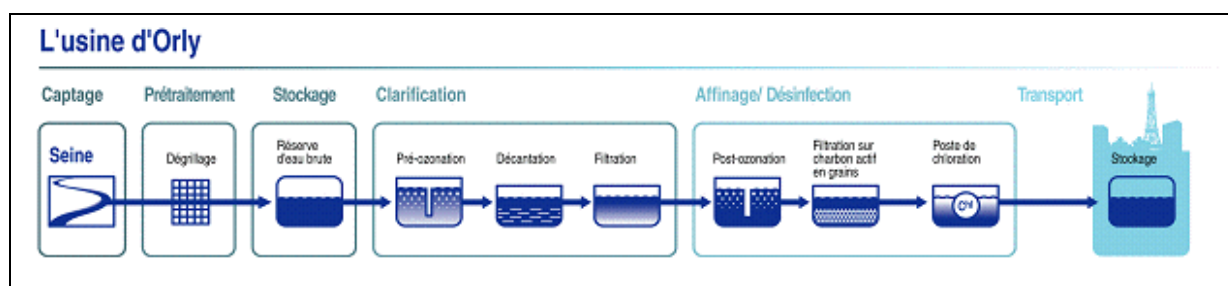 L'usine d'Orly
Captage
Prétraitement
Stockage
Clarification
Affinage/ Désinfection
Transport
Seine
Dégrillage
Réserve
d'eau brute
Pré-ozonation
Décantation
Filtration
Post-ozonation
Filtration sur
charbon actif
en grains
Poste de
chloration
Stockage
Chl